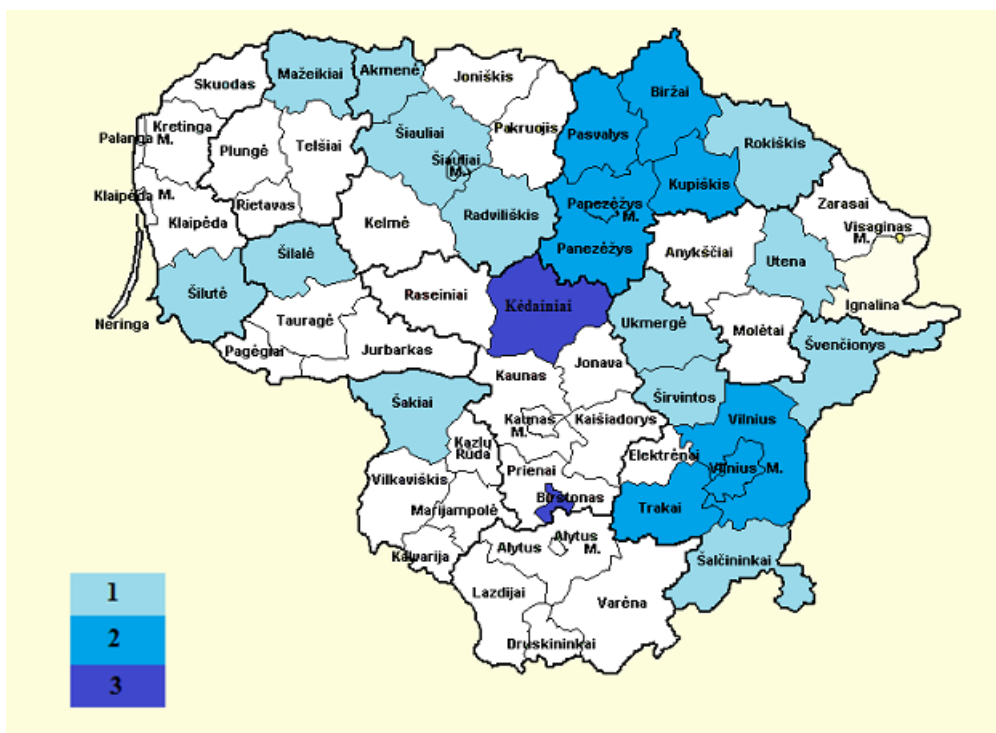 Skuodas
Mažeikiai
Akmenė
Joniškis
Biržai
Palanga M.
Kretinga
Plungė
Telšiai
Šiauliai
Šiauliai
M.
Pakruojis
Pasvalys
Rokiškis
Klaipėda M.
Klaipėda
Rietavas
Kelmė
Radviliškis
Panezėžys
M.
Kupiškis
Zarasai
Visaginas
M.
Šilalė
Panezėžys
Anykščiai
Utena
Šilutė
Neringa
Tauragė
Raseiniai
Kėdainiai
Ukmergė
Molėtai
Ignalina
Švenčionys
Pagėgiai
Jurbarkas
Kaunas
Jonava
Šakiai
Širvintos
Kaunas
M.
Kaišiadorys
Vilnius
Kazlų
Rūda
Prienai
Elektrėnai
Vilnius M.
Vilkaviškis
Marijampolė
Birštonas
Trakai
Kalvarija
Alytus
Alytus
M.
Šalčininkai
Lazdijai
Varėna
Druskininkai
1
2
3